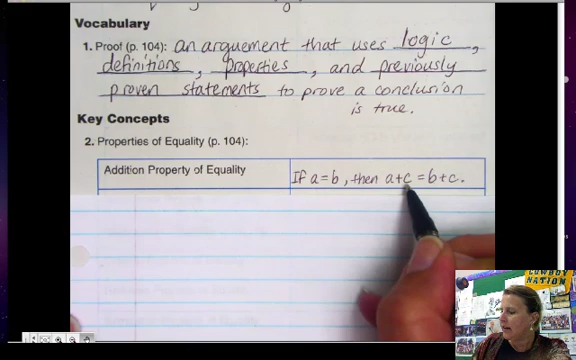 Vocabulary
1. Proof (p. 104): an arguement that uses logic,
definitions, properties, and previously
proven statements to prove a conclusion
is true.
Key Concepts
2. Properties of Equality (p. 104):
Addition Property of Equality
If a=b, then a+c=b+c.
COWBOY
NATION